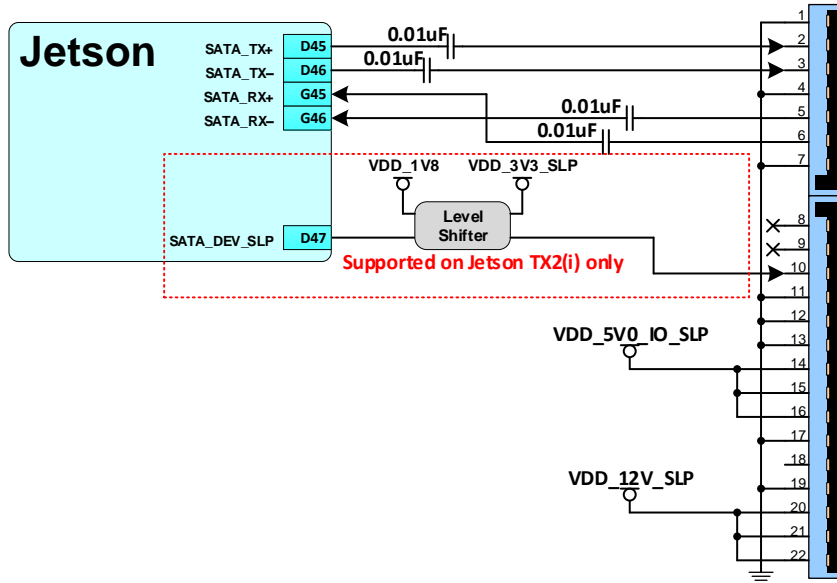 Jetson
SATA_TX+ D45 0.01uF
SATA_TX– D46 0.01uF
SATA_RX+ G45
SATA_RX– G46 0.01uF
0.01uF
VDD_1V8 VDD_3V3_SLP
Level
Shifter
SATA_DEV_SLP D47
Supported on Jetson TX2(i) only
VDD_5V0_IO_SLP
VDD_12V_SLP
1
2
3
4
5
6
7
8
9
10
11
12
13
14
15
16
17
18
19
20
21
22